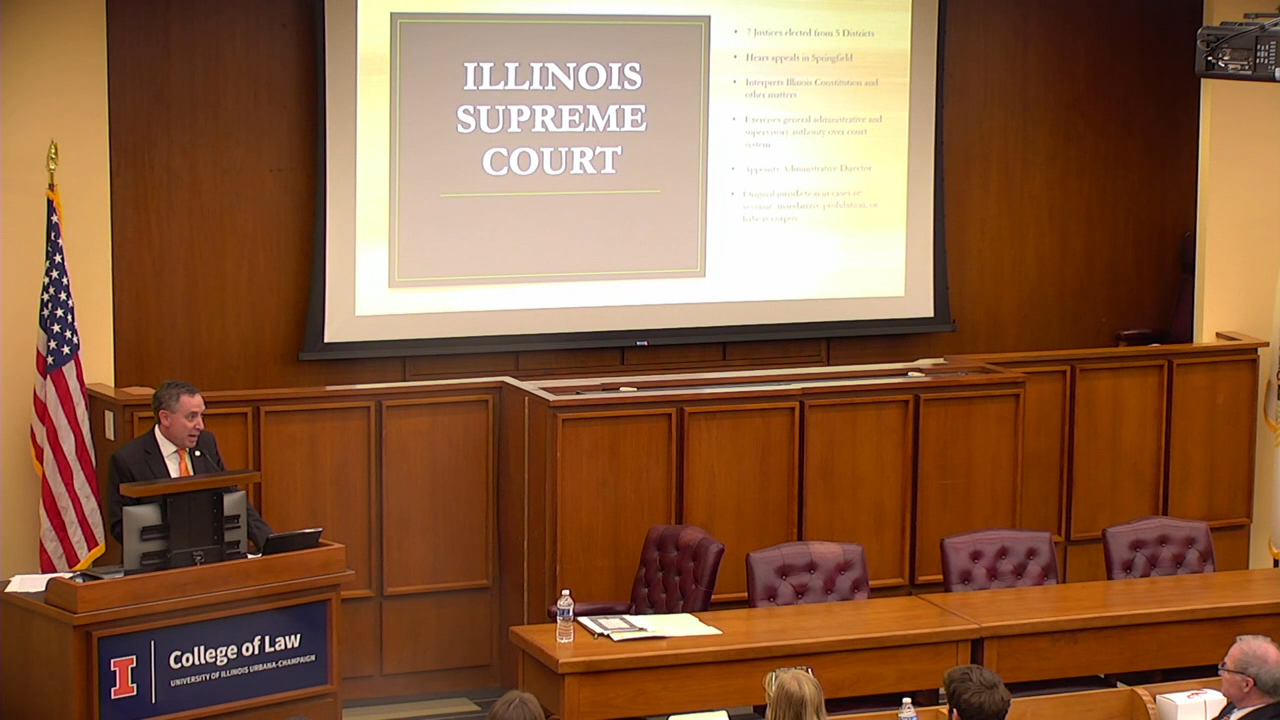 ILLINOIS
SUPREME
COURT
• 7 Justices elected from 5 Districts
• Hears appeals in Springfield
• Interprets Illinois Constitution and
other matters
• Exercises general administrative and
supervisory authority over court
system
• Appoints Administrative Director
• Original jurisdiction in cases re
revenue, mandamus, prohibition, or
habeas corpus
I
College of Law
UNIVERSITY OF ILLINOIS URBANA-CHAMPAIGN